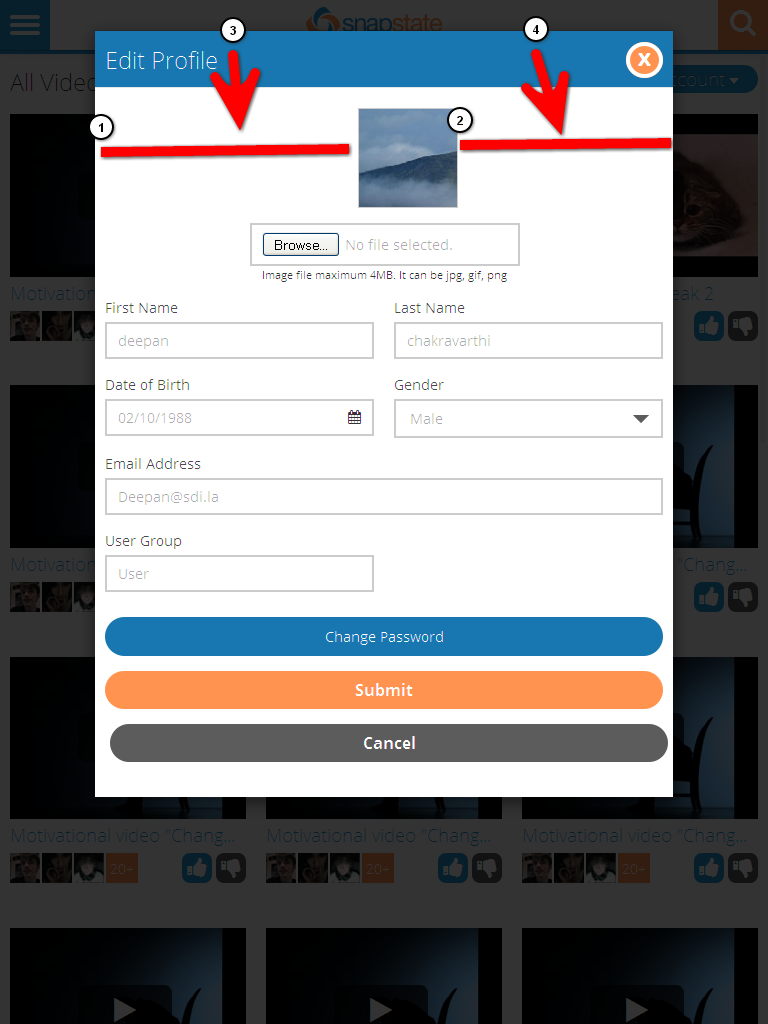 snapstate
3
4
Edit Profile
X
All Video
ccount
1
2
Browse... No file selected.
Image file maximum 4MB. It can be jpg, gif, png
Motivation
eak 2
First Name
Last Name
deepan
chakravarthi
Date of Birth
Gender
02/10/1988
Male
Email Address
Deepan@sdi.la
User Group
Motivation
"Chang...
User
Change Password
Submit
Cancel
Motivational video "Chang...
Motivational video "Chang...
Motivational video "Chang...
20+
20+
20+